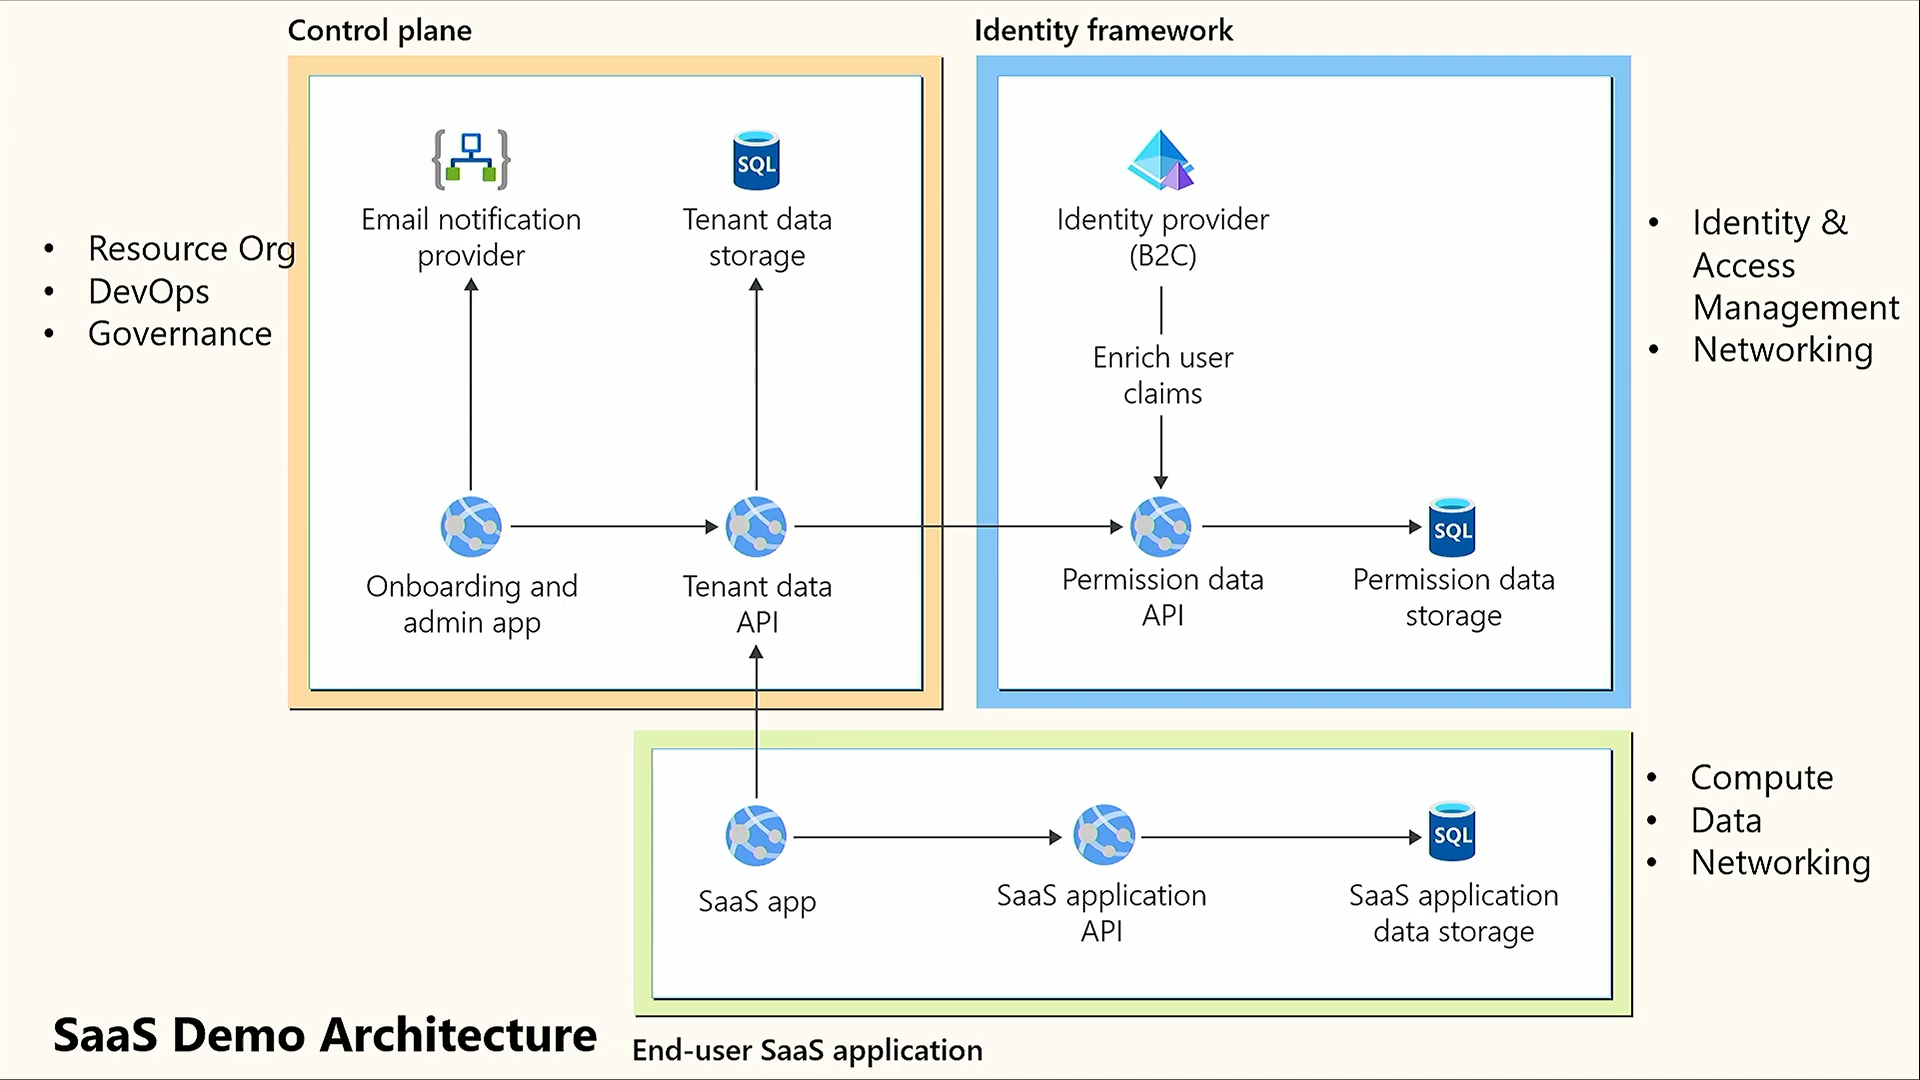 Control plane
Identity framework
Email notification
provider
SQL
Tenant data
storage
Identity provider
(B2C)
• Resource Org
• DevOps
• Governance
• Identity &
Access
Management
• Networking
Enrich user
claims
Onboarding and
admin app
Tenant data
API
Permission data
API
SQL
Permission data
storage
SaaS app
SaaS application
API
SQL
SaaS application
data storage
• Compute
• Data
• Networking
SaaS Demo Architecture
End-user SaaS application